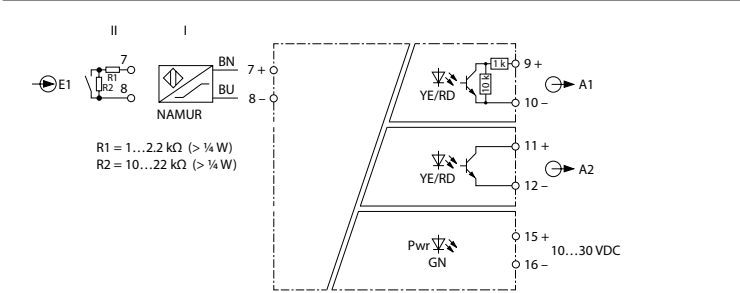 II
I
E1
7
R1
R2
8
NAMUR
BN
7 +
BU
8 –
R1 = 1…2.2 kΩ (> ¼ W)
R2 = 10…22 kΩ (> ¼ W)
YE/RD
1 k
10 k
9 +
10 –
A1
YE/RD
11 +
12 –
A2
Pwr
GN
15 +
16 –
10…30 VDC